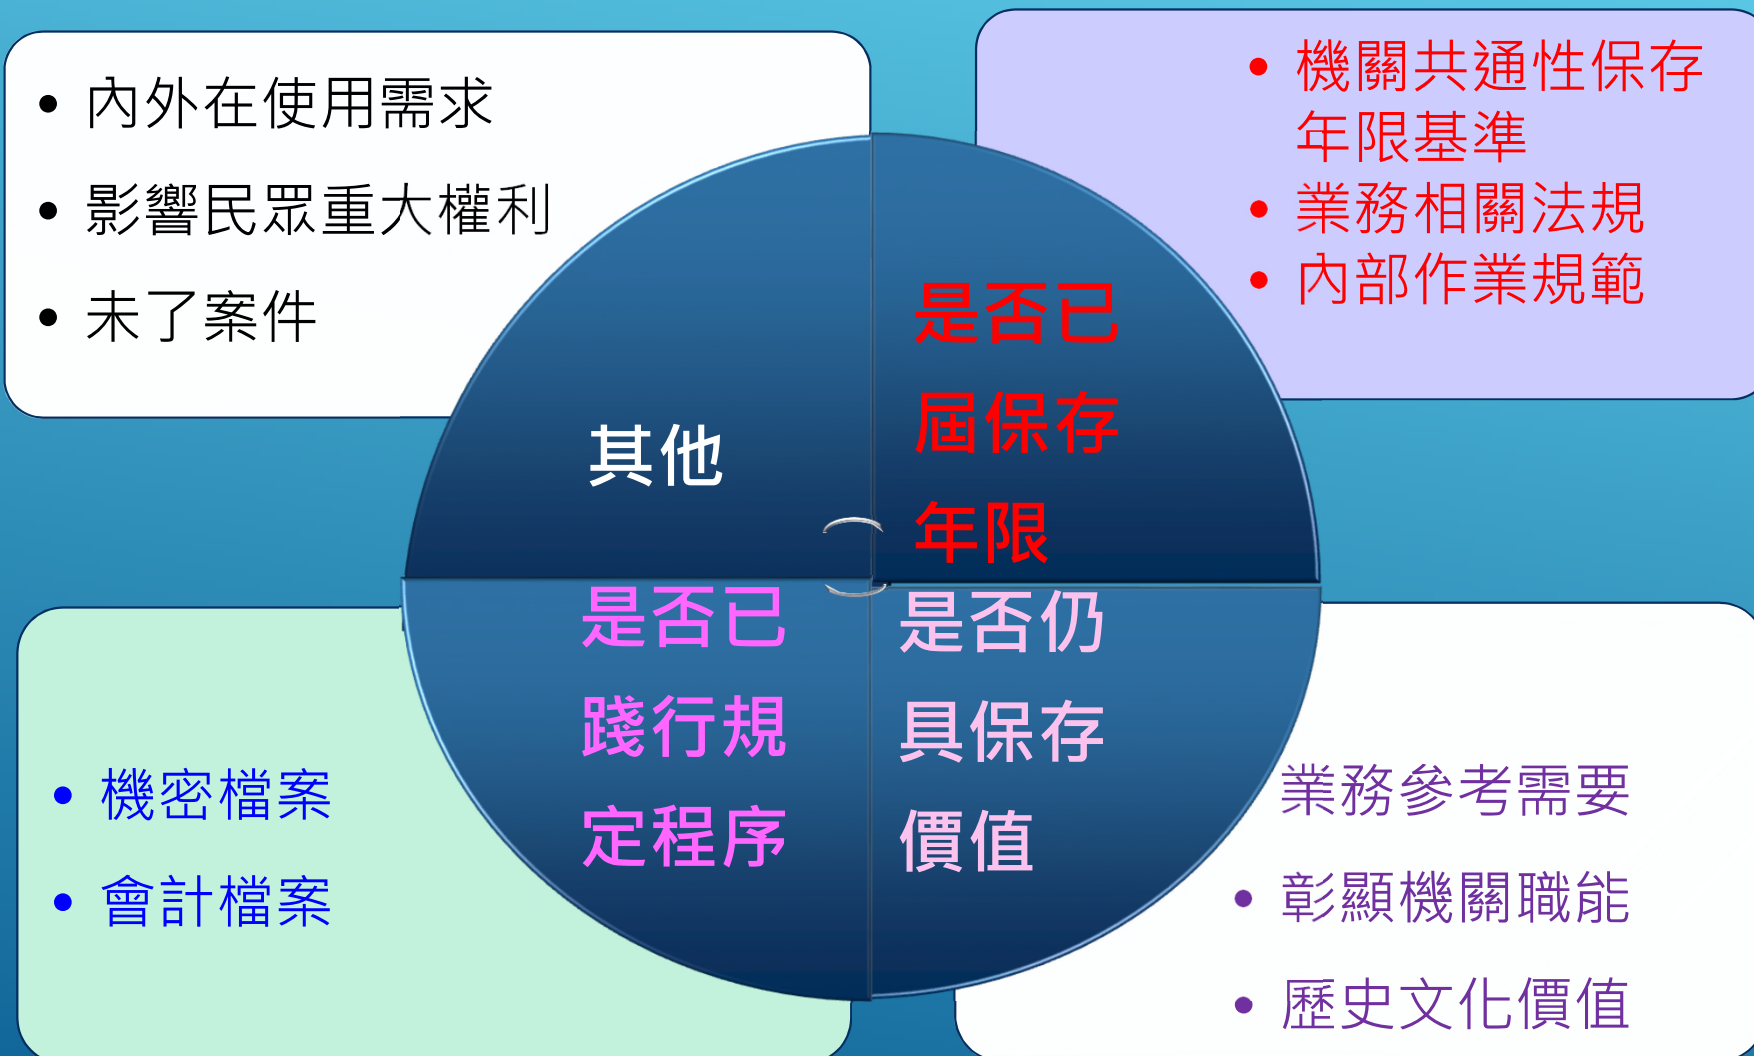 內外在使用需求
影響民眾重大權利
未了案件
機關共通性保存
年限基準
業務相關法規
內部作業規範
其他
是否已
屆保存
年限
是否已
踐行規
定程序
是否仍
具保存
價值
機密檔案
會計檔案
業務參考需要
彰顯機關職能
歷史文化價值